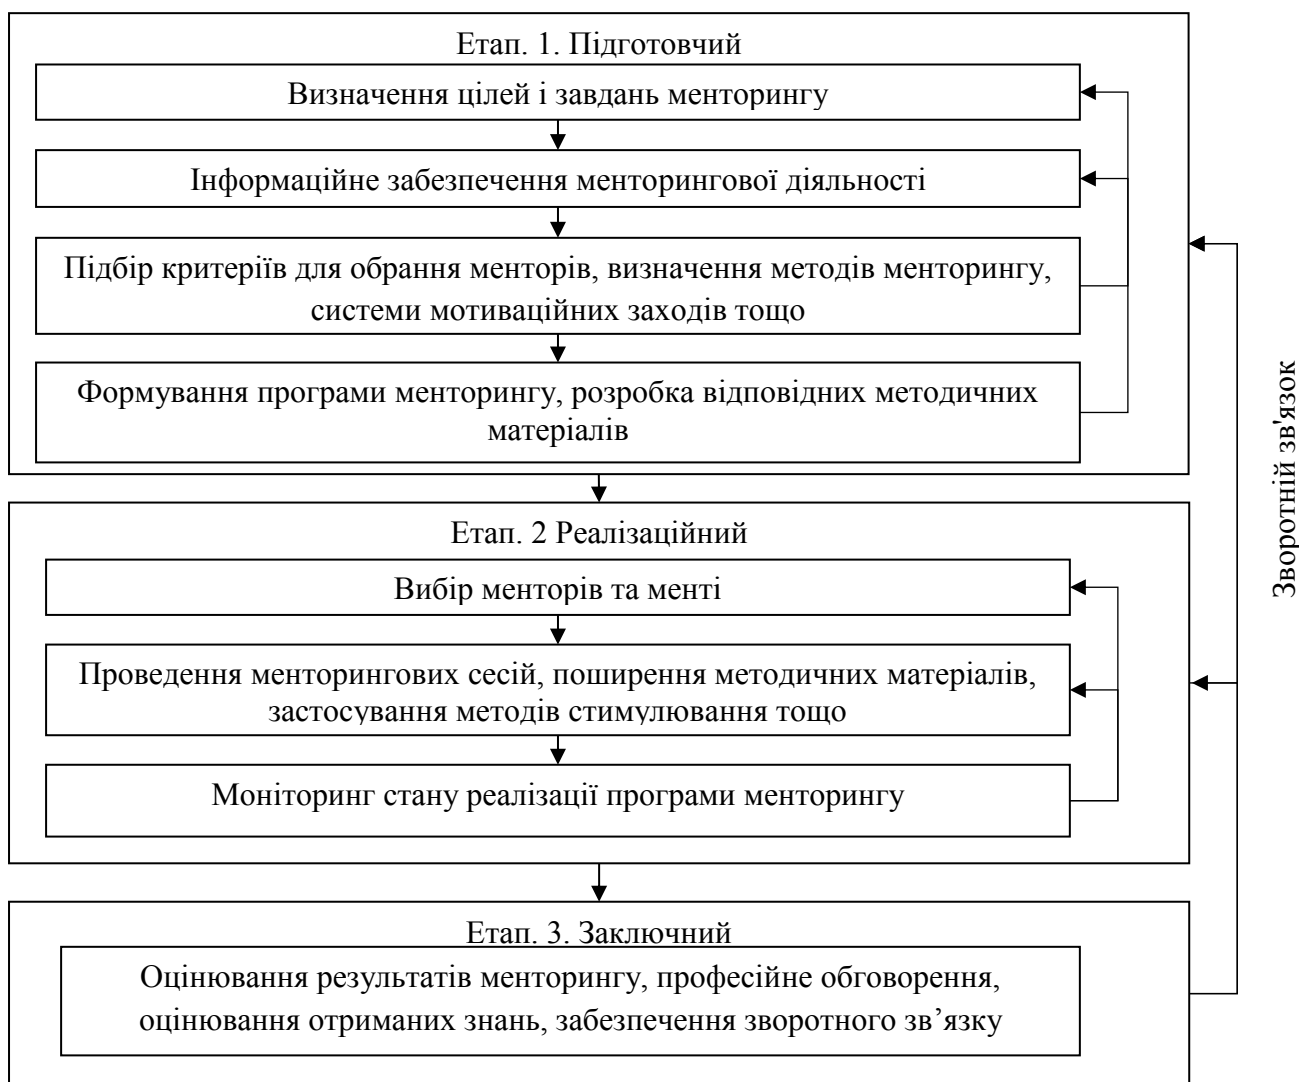 Етап. 1. Підготовчий
Визначення цілей і завдань менторингу
Інформаційне забезпечення менторингової діяльності
Підбір критеріїв для обрання менторів, визначення методів менторингу,
системи мотиваційних заходів тощо
Формування програми менторингу, розробка відповідних методичних
матеріалів
Етап. 2 Реалізаційний
Вибір менторів та менті
Проведення менторингових сесій, поширення методичних матеріалів,
застосування методів стимулювання тощо
Моніторинг стану реалізації програми менторингу
Етап. 3. Заключний
Оцінювання результатів менторингу, професійне обговорення,
оцінювання отриманих знань, забезпечення зворотного зв’язку
Зворотній зв'язок